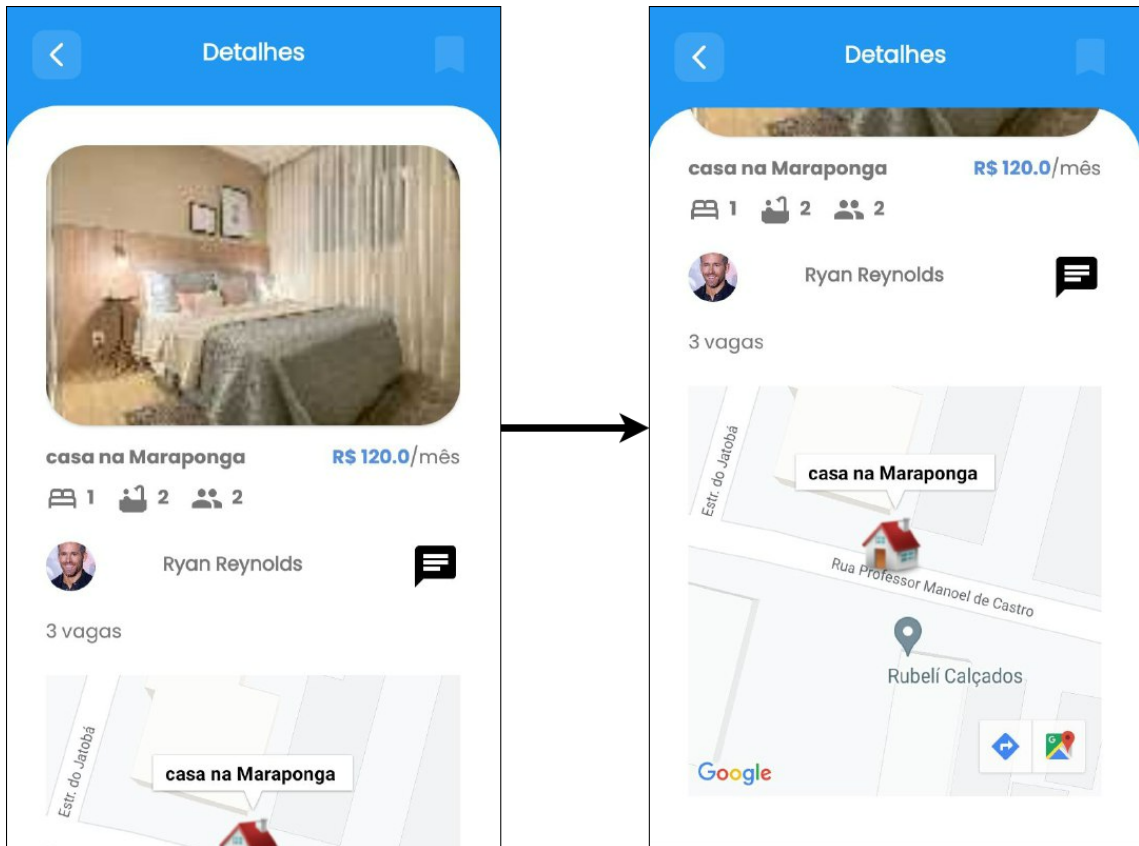 Detalhes
casa na Maraponga
R$ 120.0/mês
1 2 2
Ryan Reynolds
3 vagas
Estr. do Jatobá
casa na Maraponga
Detalhes
casa na Maraponga
R$ 120.0/mês
1 2 2
Ryan Reynolds
3 vagas
Estr. do Jatobá
casa na Maraponga
Rua Professor Manoel de Castro
Rubelí Calçados
Google